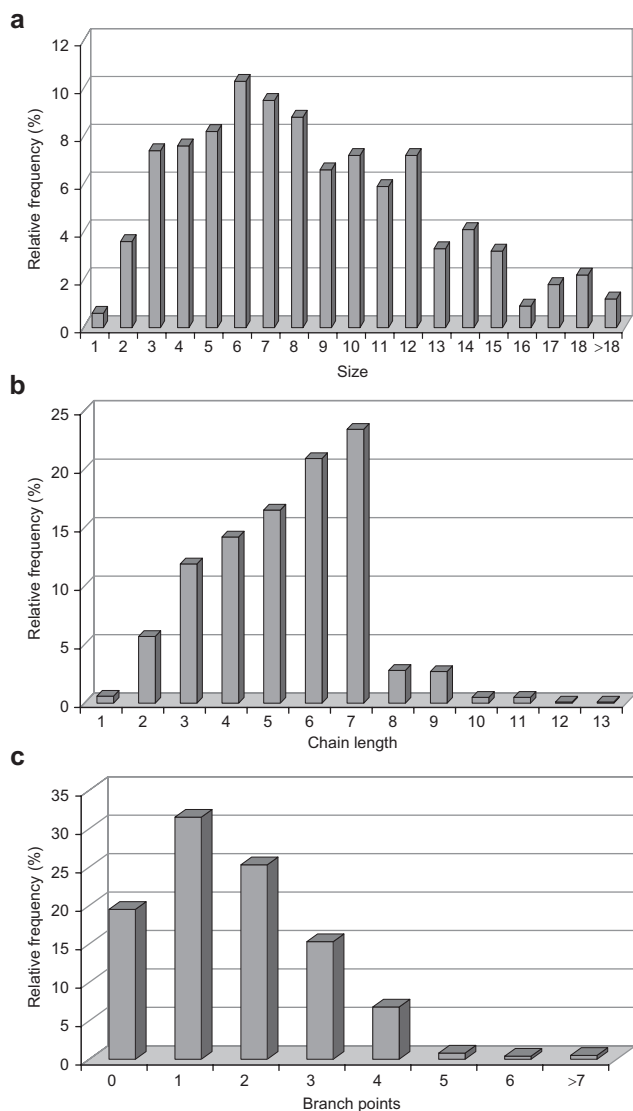 a
12
10
8
6
4
2
0
Relative frequency (%)
1 2 3 4 5 6 7 8 9 10 11 12 13 14 15 16 17 18 >18
Size
b
25
20
15
10
5
0
Relative frequency (%)
1 2 3 4 5 6 7 8 9 10 11 12 13
Chain length
c
35
30
25
20
15
10
5
0
Relative frequency (%)
0 1 2 3 4 5 6 >7
Branch points